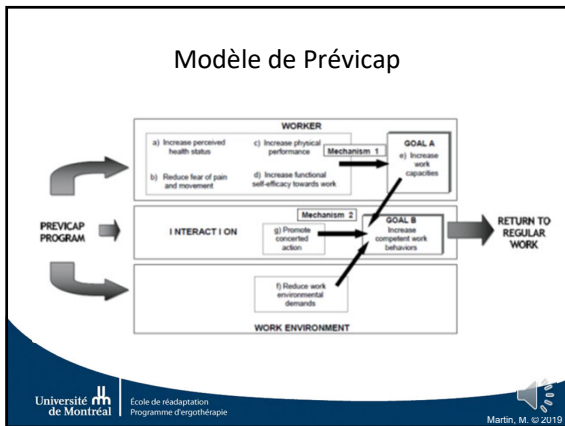 Modèle de Prévicap
WORKER
a) Increase perceived
health status
c) Increase physical
performance
b) Reduce fear of pain
and movement
d) Increase functional
self-efficacy towards work
Mechanism 1
GOAL A
e) Increase
work
capacities
PREVICAP
PROGRAM
INTERACTION
Mechanism 2
g) Promote
concerted
action
GOAL B
Increase
competent work
behaviors
RETURN TO
REGULAR
WORK
f) Reduce work
environmental
demands
WORK ENVIRONMENT
Université
de Montréal
École de réadaptation
Programme d'ergothérapie
Martin, M. © 2019